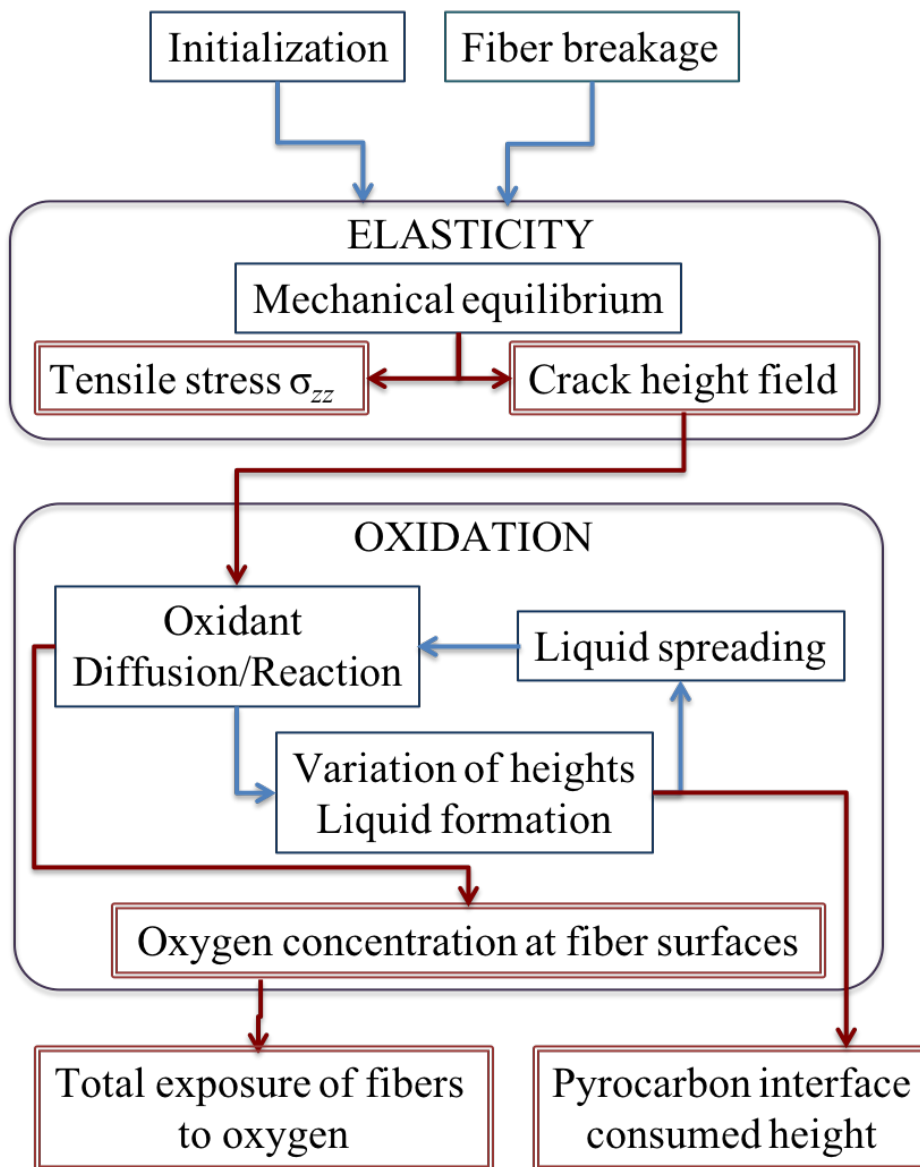 Initialization
Fiber breakage
ELASTICITY
Mechanical equilibrium
Tensile stress σzz
Crack height field
OXIDATION
Oxidant
Diffusion/Reaction
Liquid spreading
Variation of heights
Liquid formation
Oxygen concentration at fiber surfaces
Total exposure of fibers
to oxygen
Pyrocarbon interface
consumed height